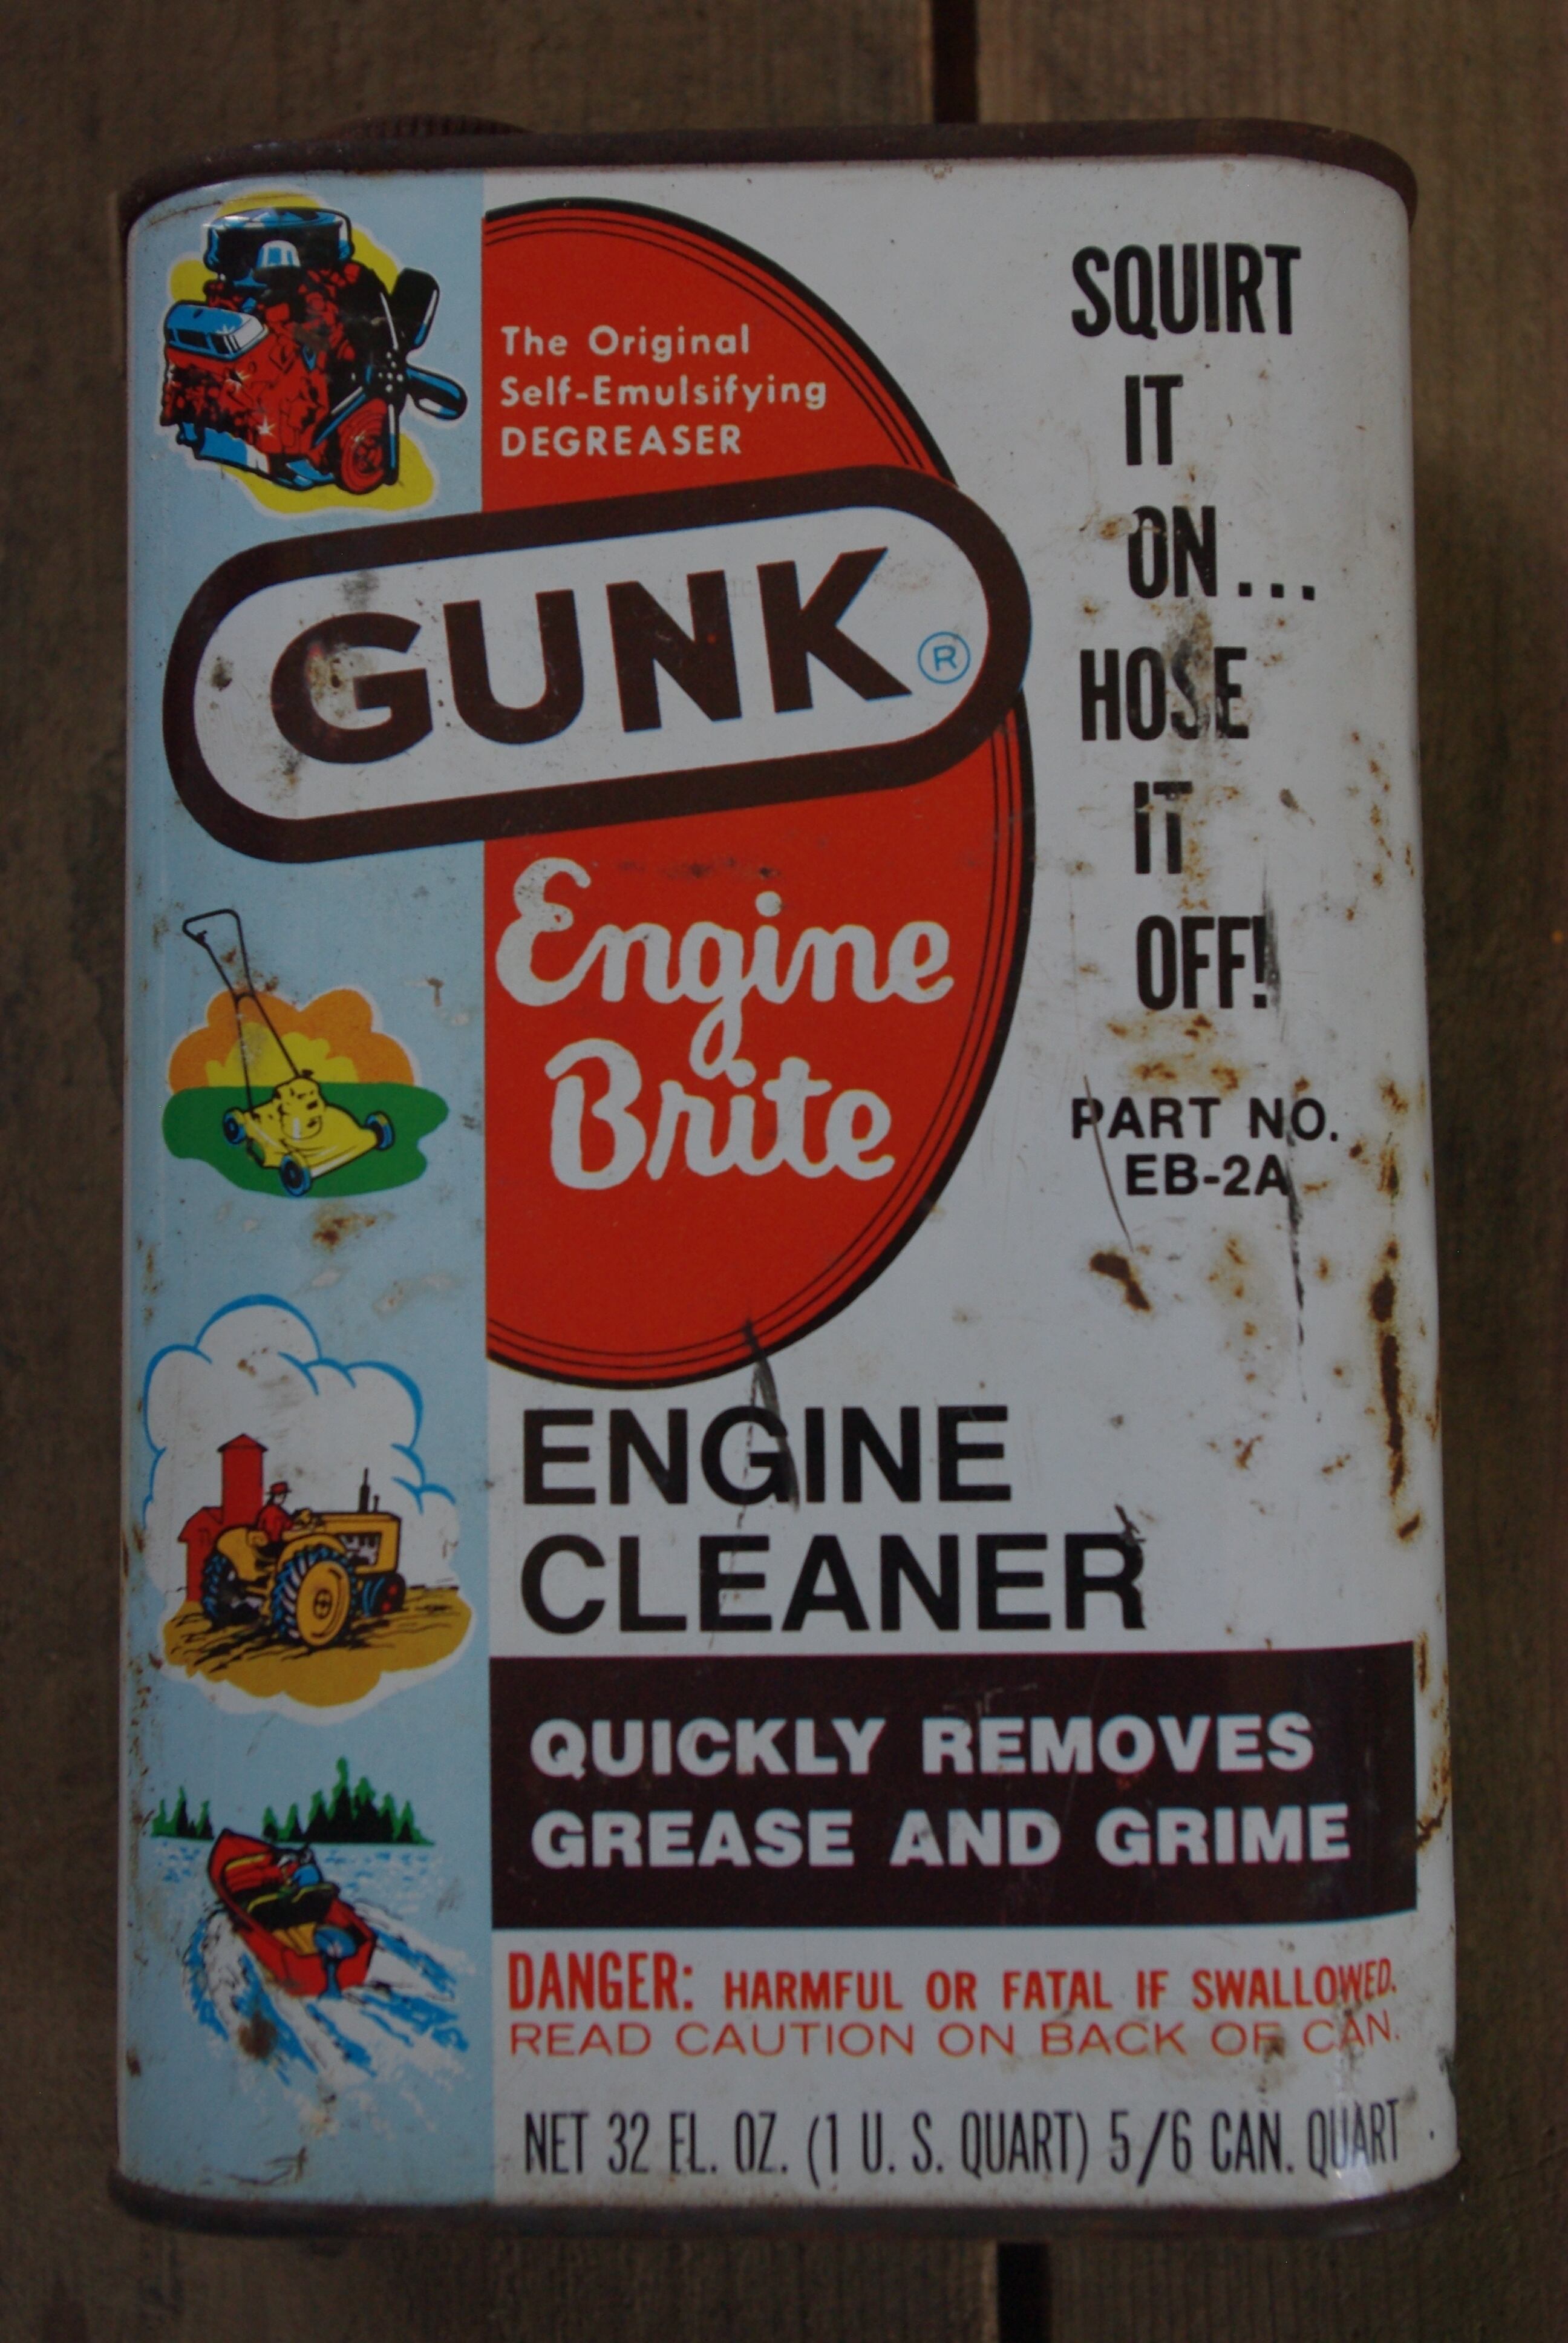 The Original
Self-Emulsifying
DEGREASER
GUNK ®
Engine
Brite
SQUIRT
IT
ON...
HOSE
IT
OFF!
PART NO.
EB-2A
ENGINE
CLEANER
QUICKLY REMOVES
GREASE AND GRIME
DANGER: HARMFUL OR FATAL IF SWALLOWED.
READ CAUTION ON BACK OF CAN.
NET 32 FL. OZ. (1 U. S. QUART) 5/6 CAN. QUART